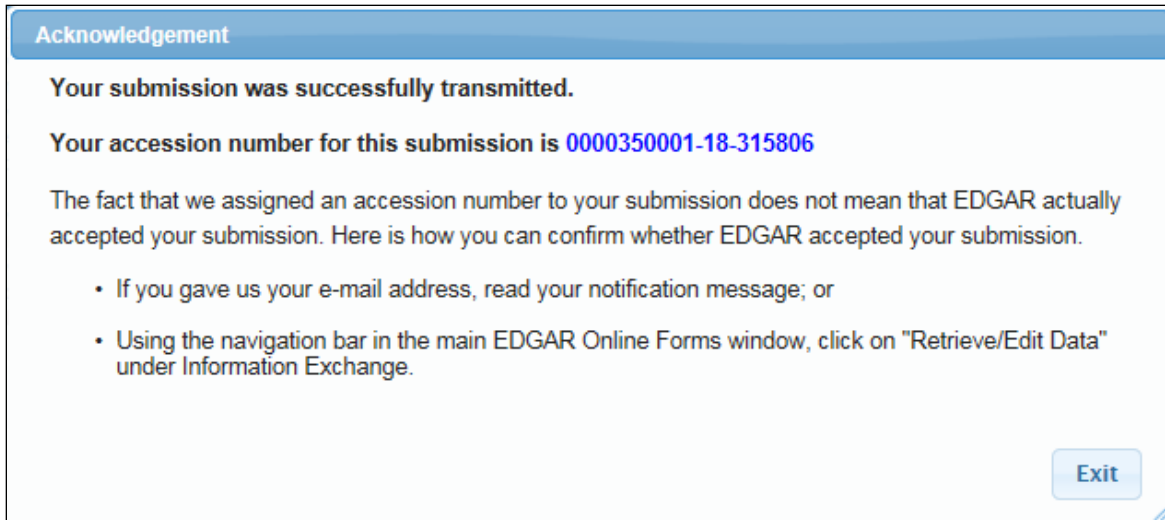 Acknowledgement
Your submission was successfully transmitted.
Your accession number for this submission is 0000350001-18-315806
The fact that we assigned an accession number to your submission does not mean that EDGAR actually
accepted your submission. Here is how you can confirm whether EDGAR accepted your submission.
• If you gave us your e-mail address, read your notification message; or
• Using the navigation bar in the main EDGAR Online Forms window, click on "Retrieve/Edit Data"
under Information Exchange.
Exit